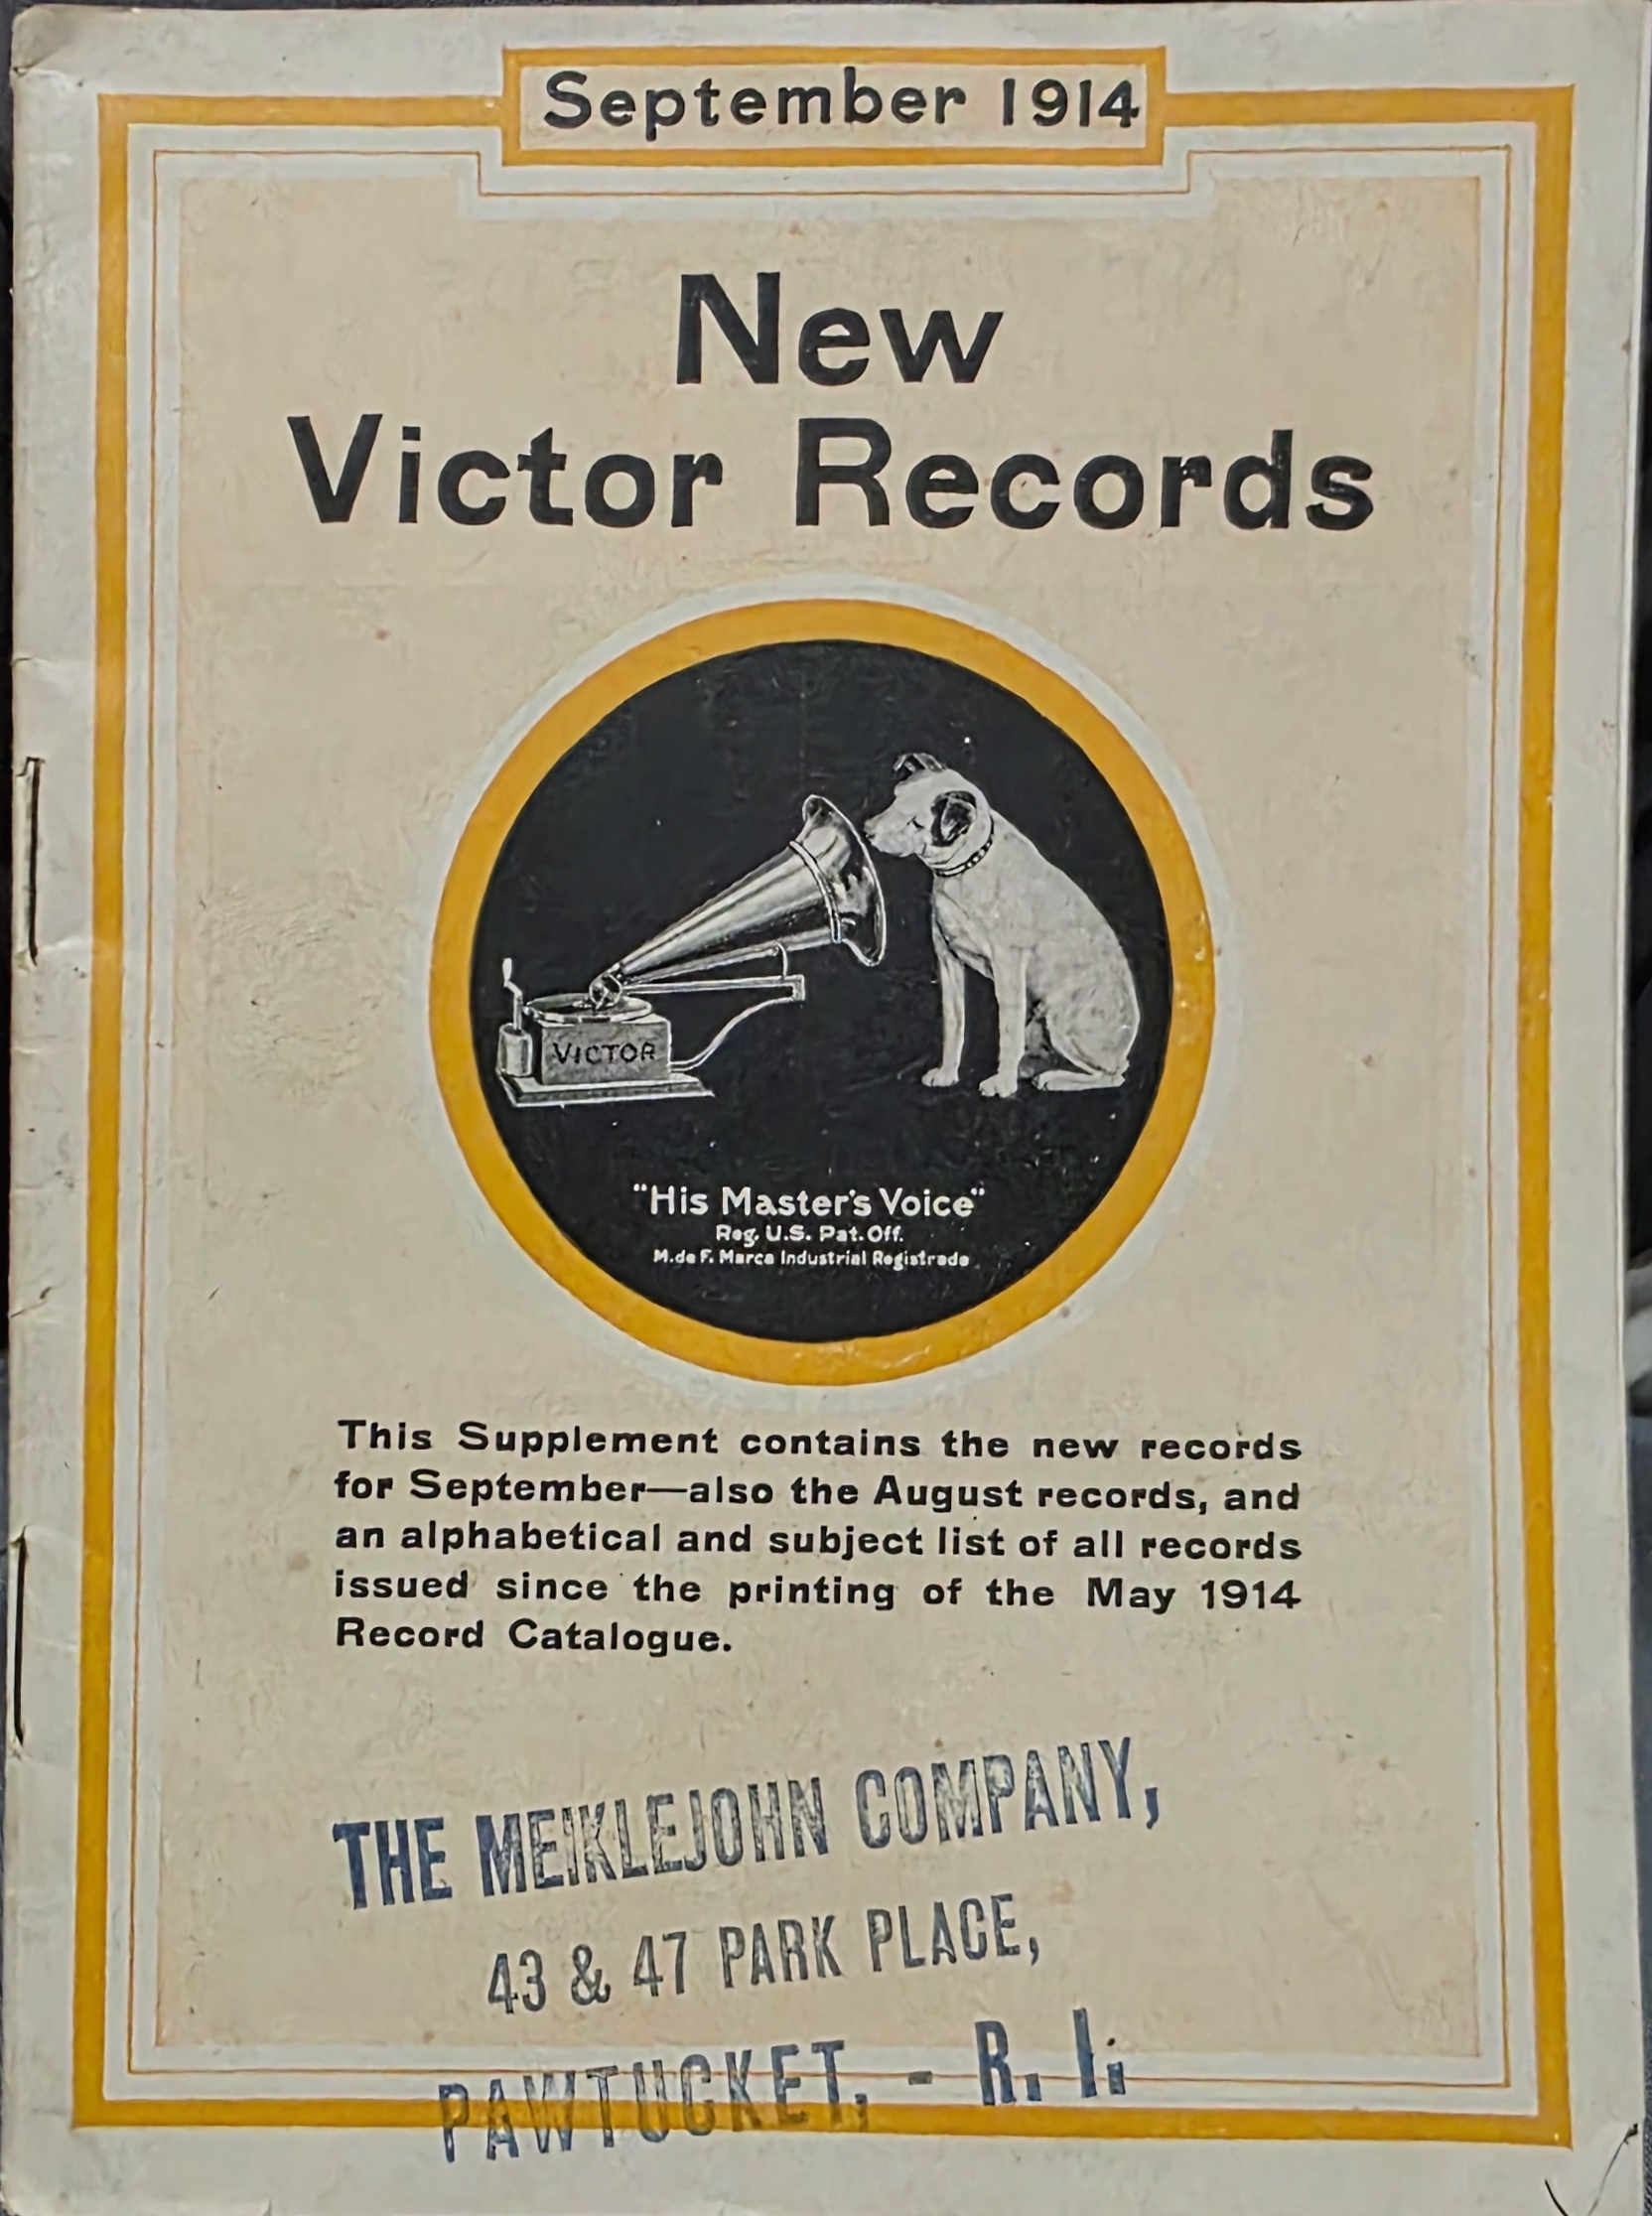 September 1914
New
Victor Records
VICTOR
"His Master's Voice"
Reg. U.S. Pat. Off.
M. de F. Marca Industrial Registrada
This Supplement contains the new records
for September—also the August records, and
an alphabetical and subject list of all records
issued since the printing of the May 1914
Record Catalogue.
THE MEIKLEJOHN COMPANY,
43 & 47 PARK PLACE,
PAWTUCKET, - R. I.